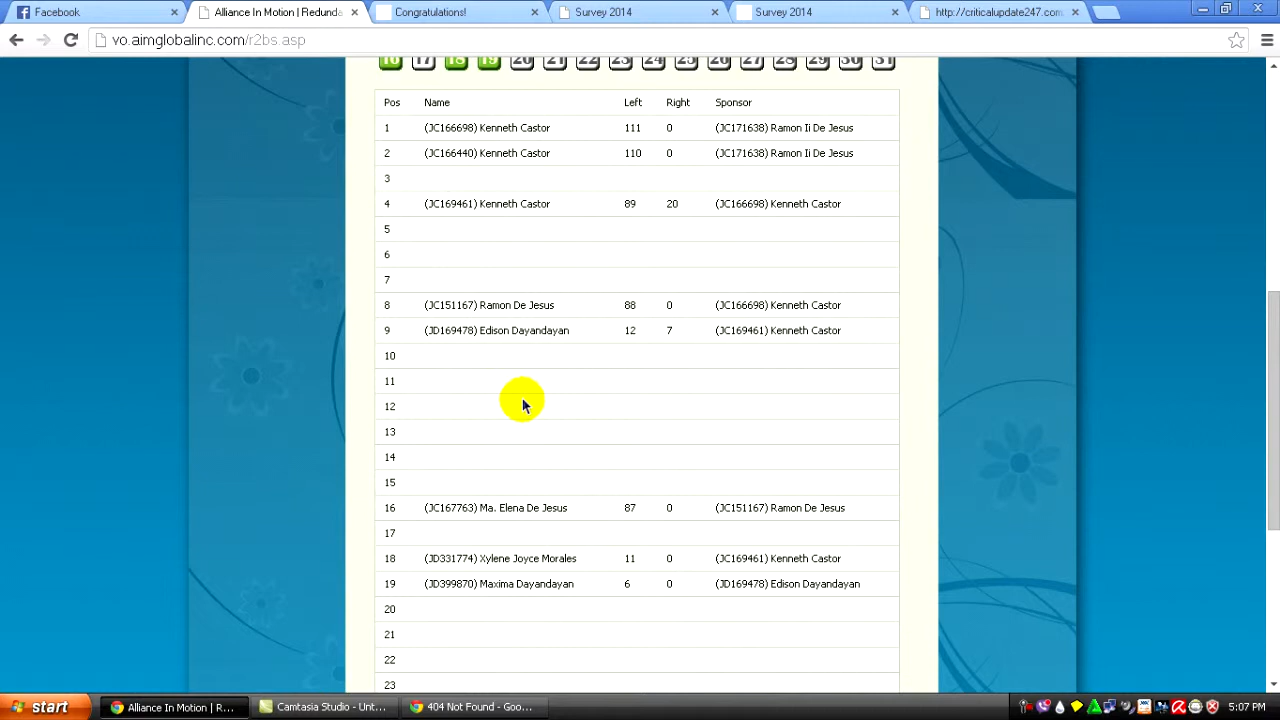 Facebook
Alliance In Motion | Redunda
Congratulations!
Survey 2014
Survey 2014
http://criticalupdate247.com
vo.aimglobalinc.com/r2bs.asp
16 17 18 19 20 21 22 23 24 25 26 27 28 29 30 31
Pos Name Left Right Sponsor
1 (JC166698) Kenneth Castor 111 0 (JC171638) Ramon Ii De Jesus
2 (JC166440) Kenneth Castor 110 0 (JC171638) Ramon Ii De Jesus
3
4 (JC169461) Kenneth Castor 89 20 (JC166698) Kenneth Castor
5
6
7
8 (JC151167) Ramon De Jesus 88 0 (JC166698) Kenneth Castor
9 (JD169478) Edison Dayandayan 12 7 (JC169461) Kenneth Castor
10
11
12
13
14
15
16 (JC167763) Ma. Elena De Jesus 87 0 (JC151167) Ramon De Jesus
17
18 (JD331774) Xylene Joyce Morales 11 0 (JC169461) Kenneth Castor
19 (JD399870) Maxima Dayandayan 6 0 (JD169478) Edison Dayandayan
20
21
22
23
start
Alliance In Motion | R...
Camtasia Studio - Unt...
404 Not Found - Goo...
5:07 PM